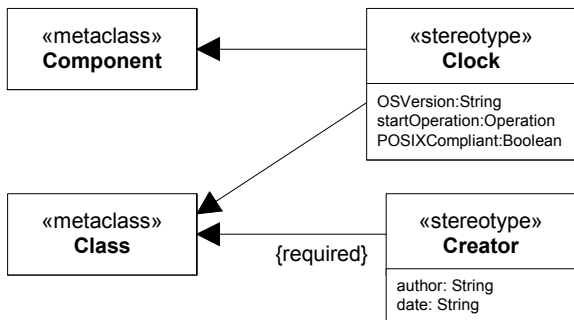 «metaclass»
Component
«stereotype»
Clock
OSVersion:String
startOperation:Operation
POSIXCompliant:Boolean
«metaclass»
Class
{required}
«stereotype»
Creator
author: String
date: String